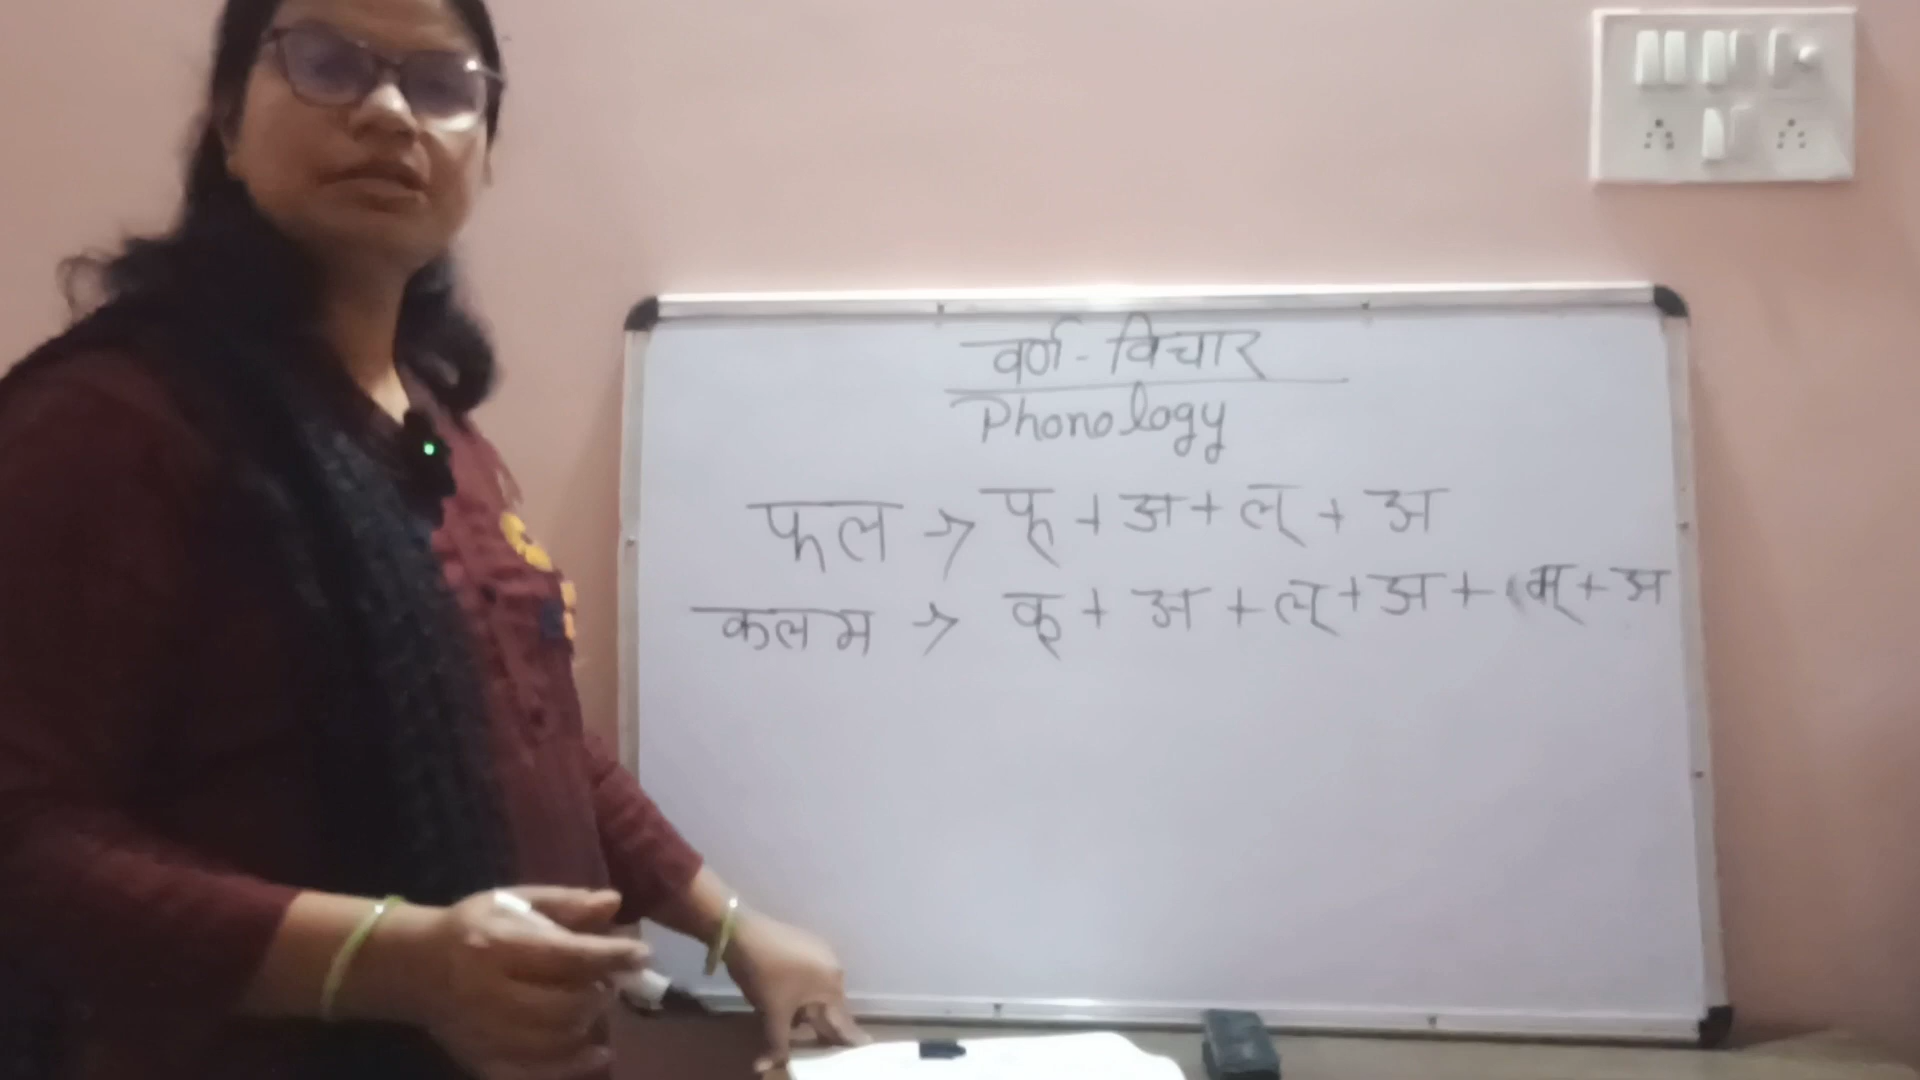 वर्ण-विचार
Phonology
फल → फ् + अ + ल् + अ
कलम → क् + अ + ल् + अ + म् + अ